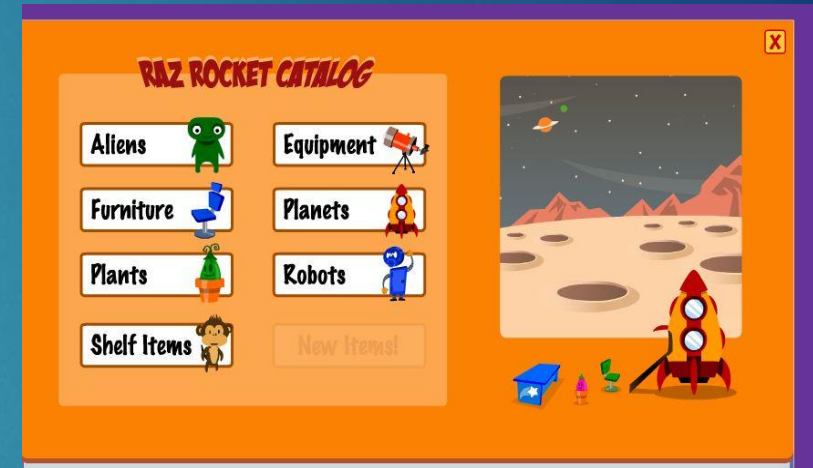 X
RAZ ROCKET CATALOG
Aliens
Equipment
Furniture
Planets
Plants
Robots
Shelf Items
New Items!